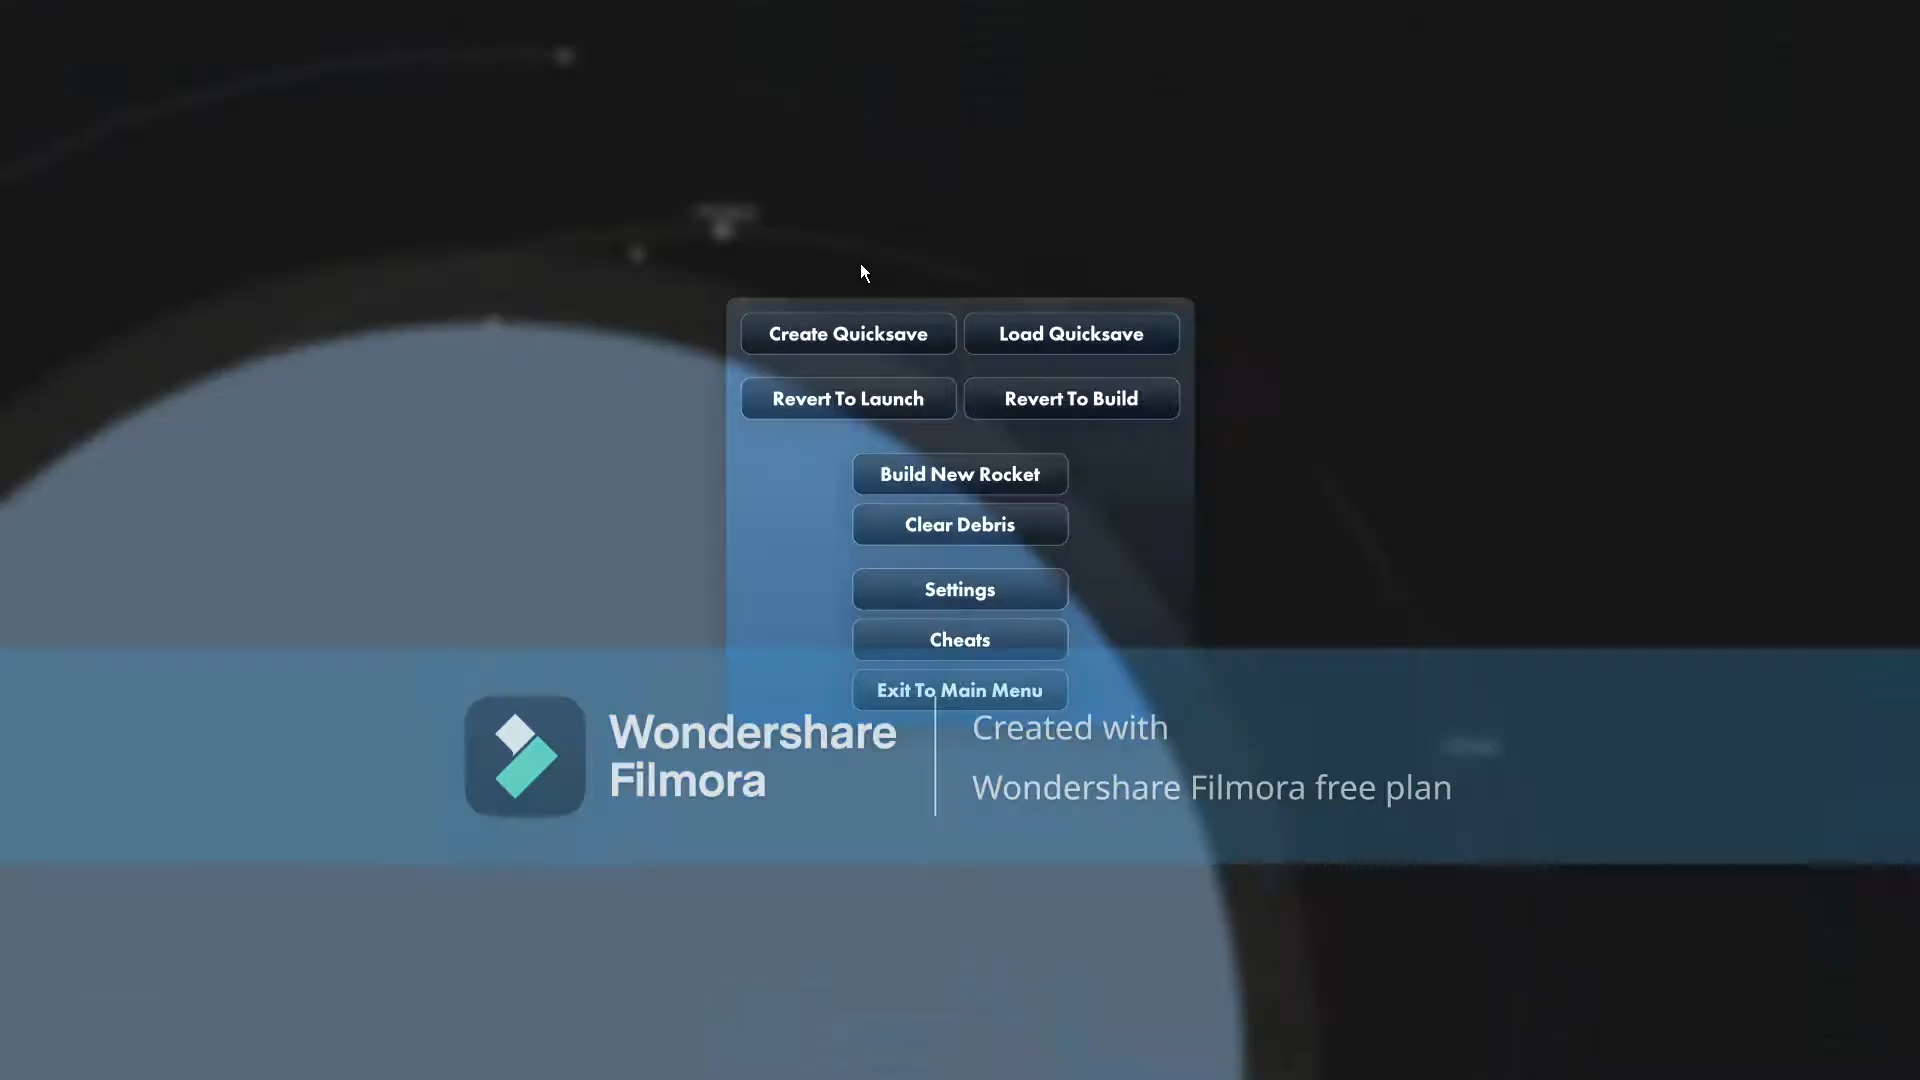 Create Quicksave
Load Quicksave
Revert To Launch
Revert To Build
Build New Rocket
Clear Debris
Settings
Cheats
Exit To Main Menu
Wondershare
Filmora
Created with
Wondershare Filmora free plan